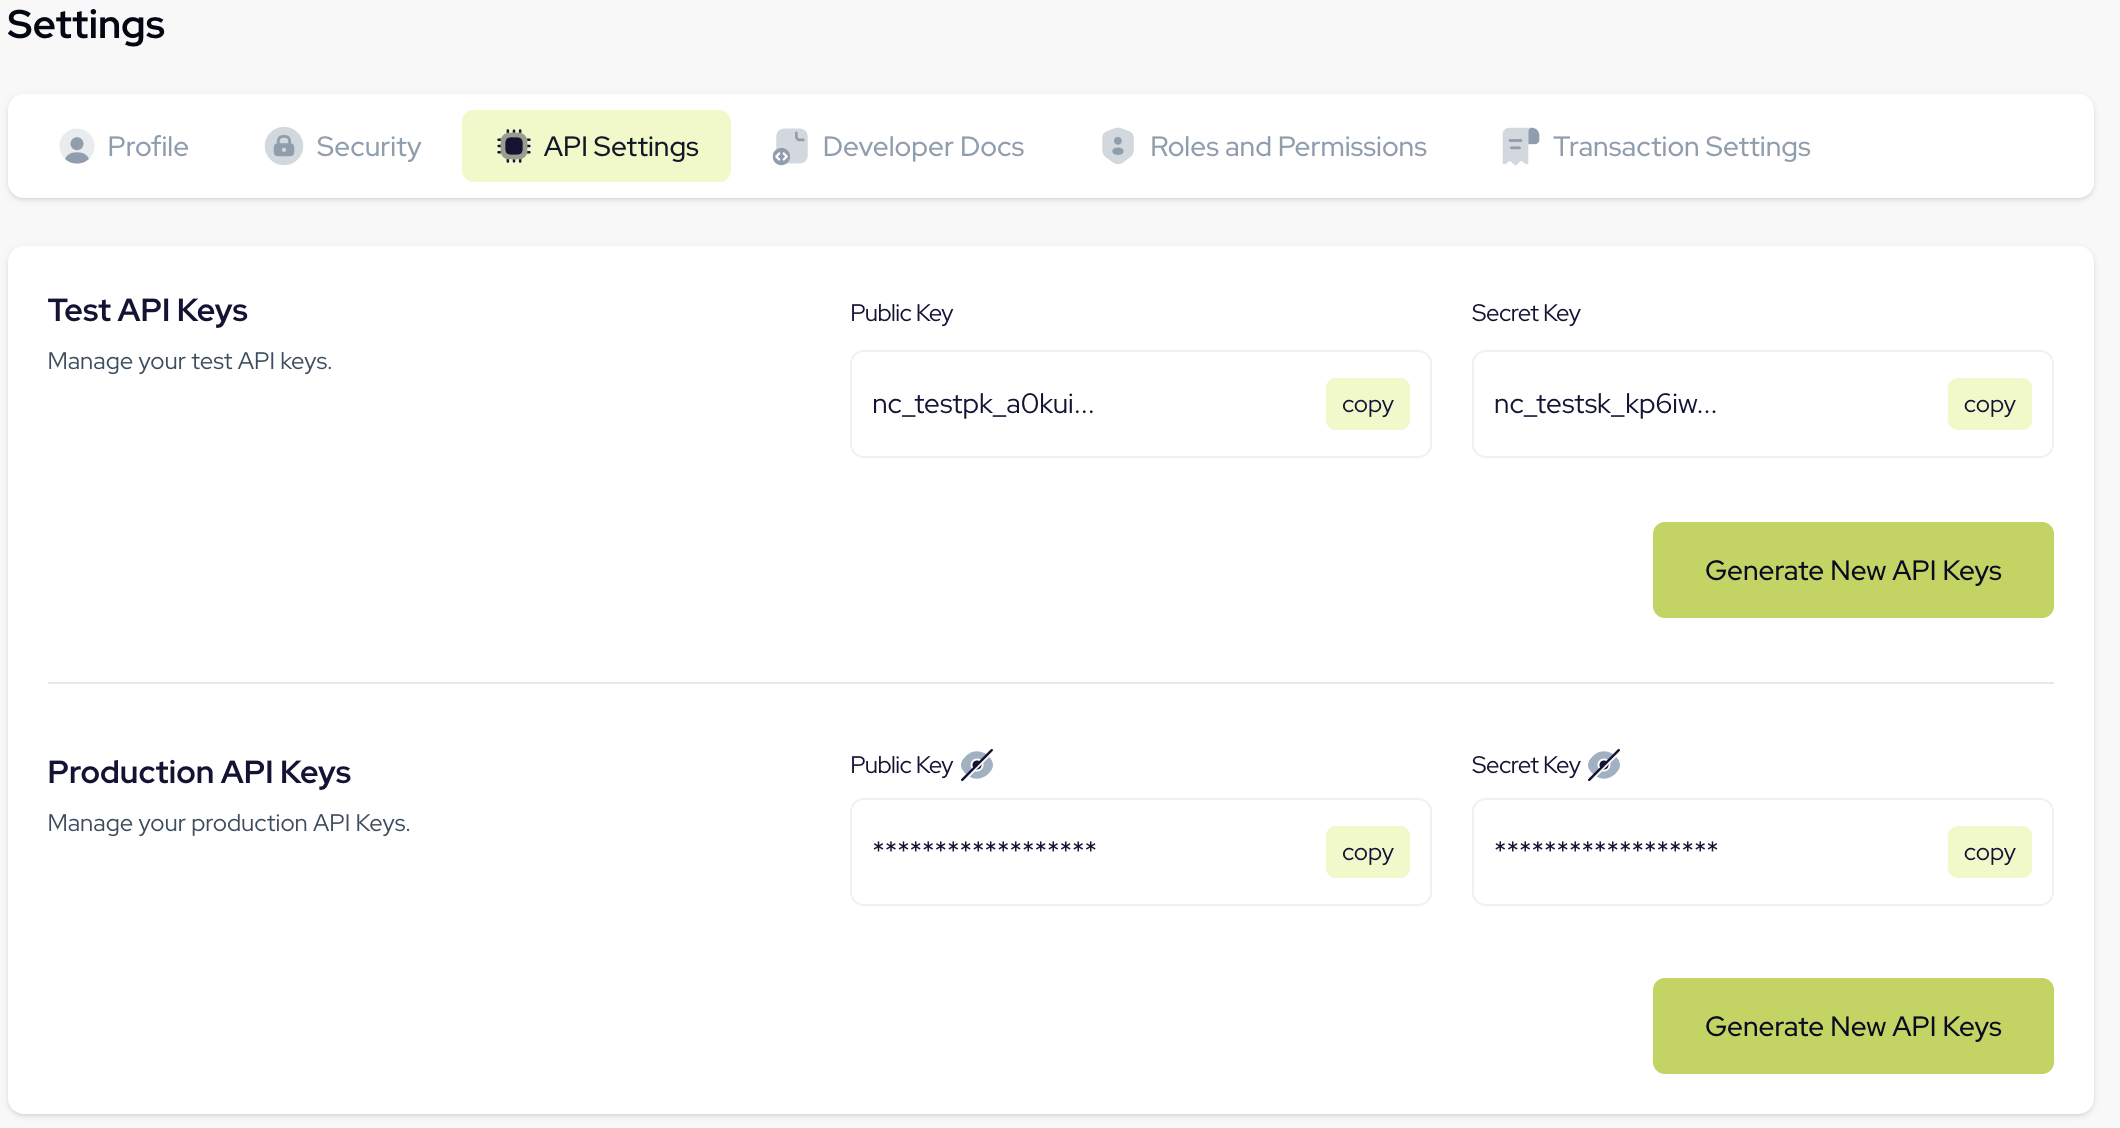 Settings
Profile
Security
API Settings
Developer Docs
Roles and Permissions
Transaction Settings
Test API Keys
Manage your test API keys.
Public Key
nc_testpk_a0kui...
copy
Secret Key
nc_testsk_kp6iw...
copy
Generate New API Keys
Production API Keys
Manage your production API Keys.
Public Key
******************
copy
Secret Key
******************
copy
Generate New API Keys